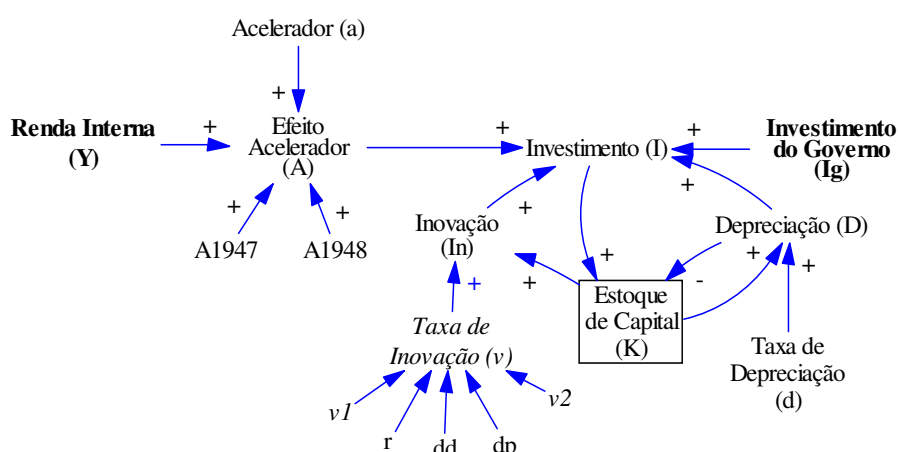 Acelerador (a)
+
Renda Interna
(Y)
+
Efeito
Acelerador
(A)
+
Investimento (I)
+
Investimento
do Governo
(Ig)
+
+
A1947
A1948
Inovação
(In)
+
+
Depreciação (D)
+
+
+
-
+
Estoque
de Capital
(K)
+
Taxa de
Inovação (v)
Taxa de
Depreciação
(d)
v1
r
dd
dp
v2